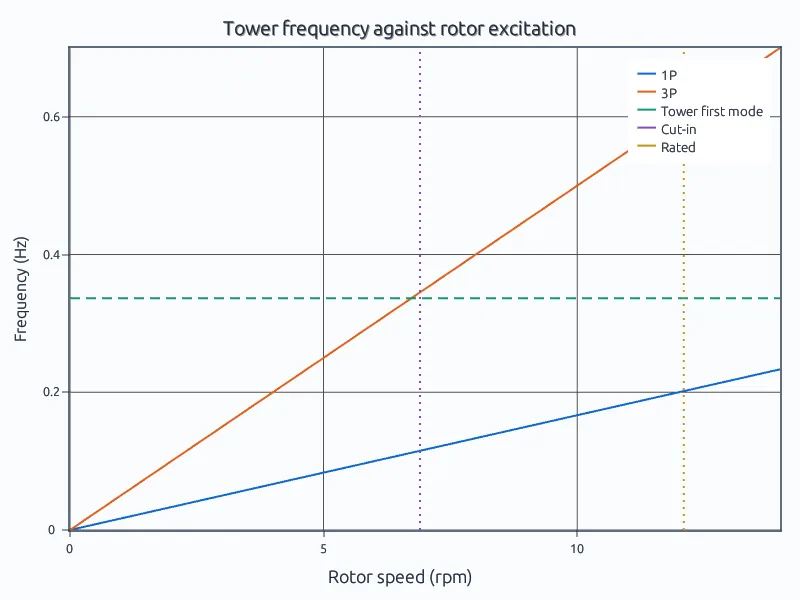 Tower frequency against rotor excitation
1P
3P
Tower first mode
Cut-in
Rated
0.6
0.4
0.2
0
0
5
10
Frequency (Hz)
Rotor speed (rpm)